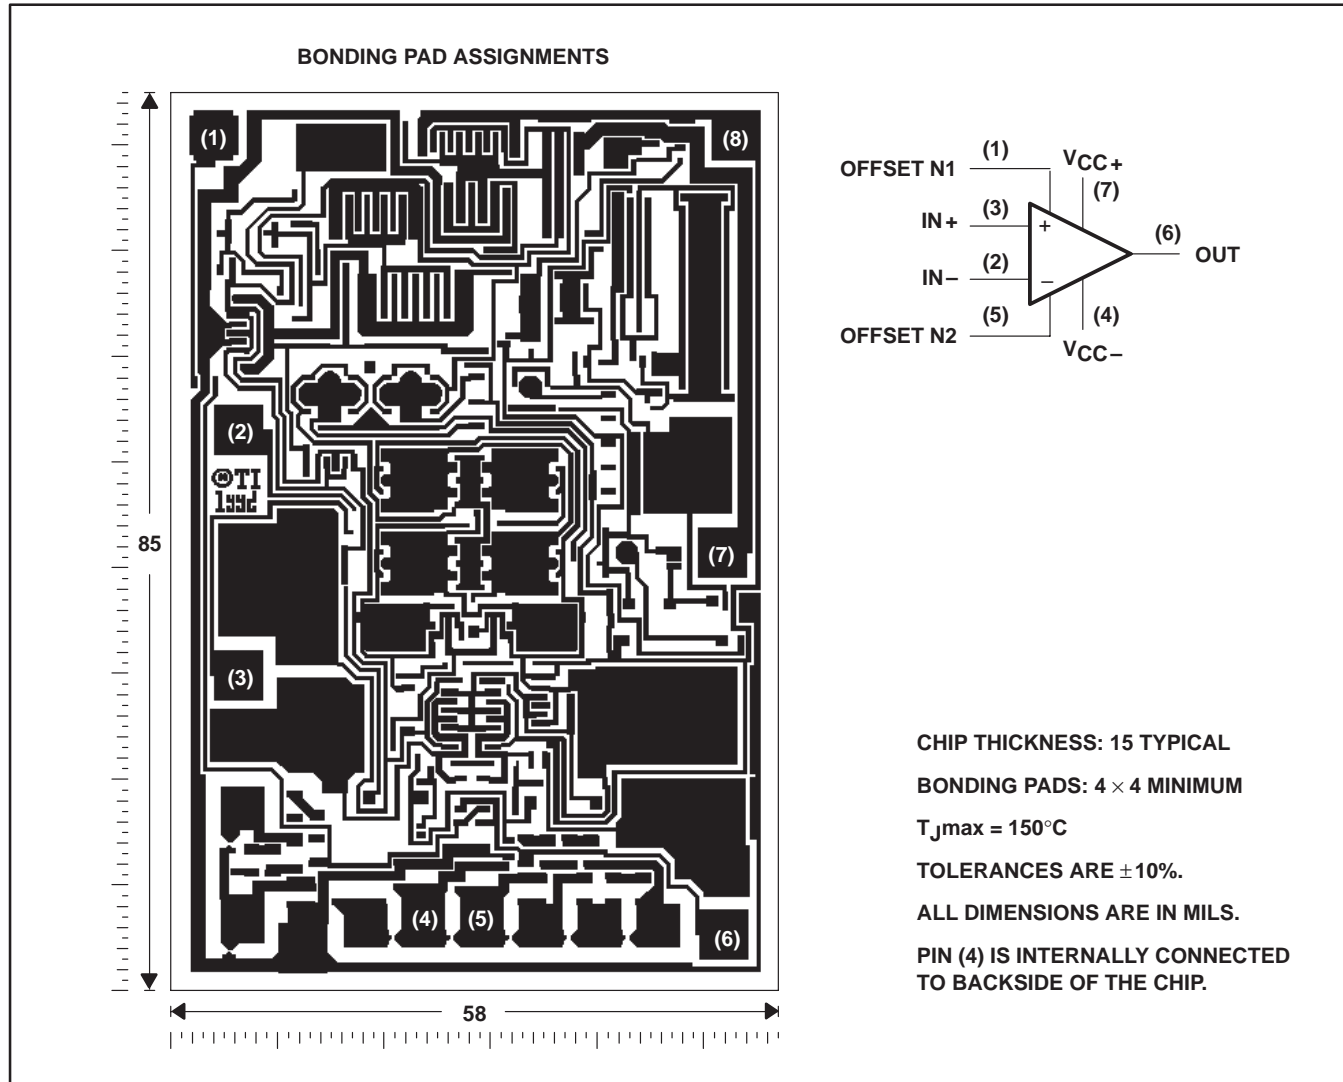 BONDING PAD ASSIGNMENTS
(1)
(8)
(2)
©TI
(7)
(3)
(4)
(5)
(6)
85
58
(1)
OFFSET N1
VCC+
(7)
(3)
IN+
+
(6)
OUT
(2)
IN−
−
(5)
OFFSET N2
(4)
VCC−
CHIP THICKNESS: 15 TYPICAL
BONDING PADS: 4 × 4 MINIMUM
TJmax = 150°C
TOLERANCES ARE ±10%.
ALL DIMENSIONS ARE IN MILS.
PIN (4) IS INTERNALLY CONNECTED
TO BACKSIDE OF THE CHIP.